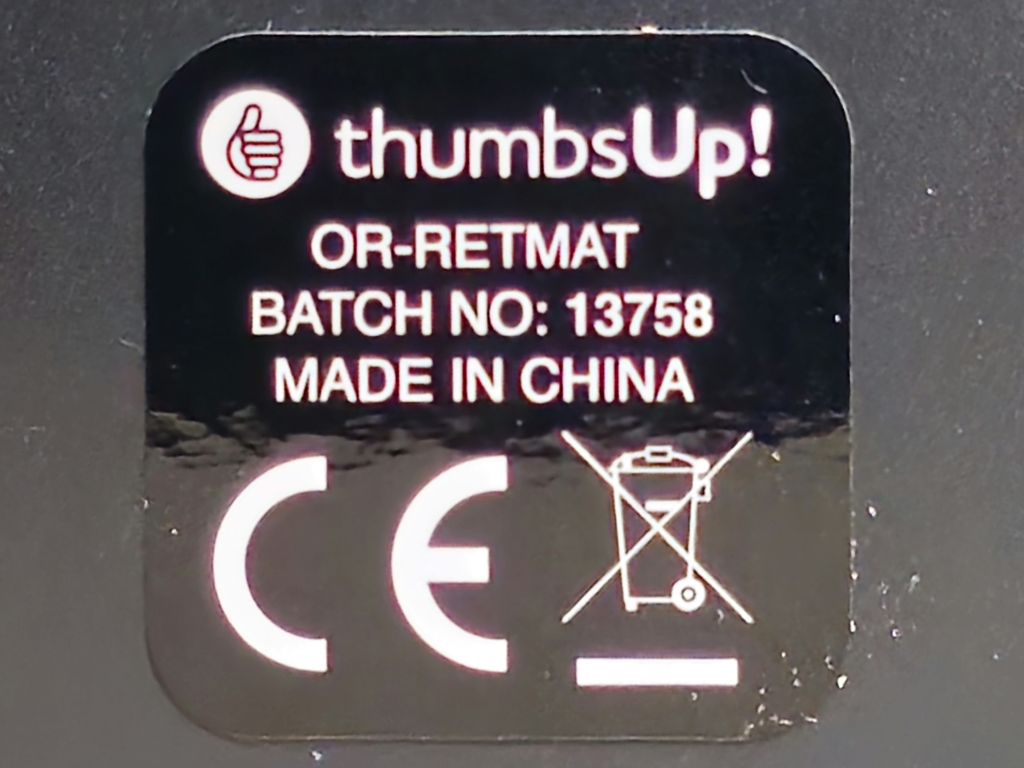 thumbsUp!
OR-RETMAT
BATCH NO: 13758
MADE IN CHINA
CE